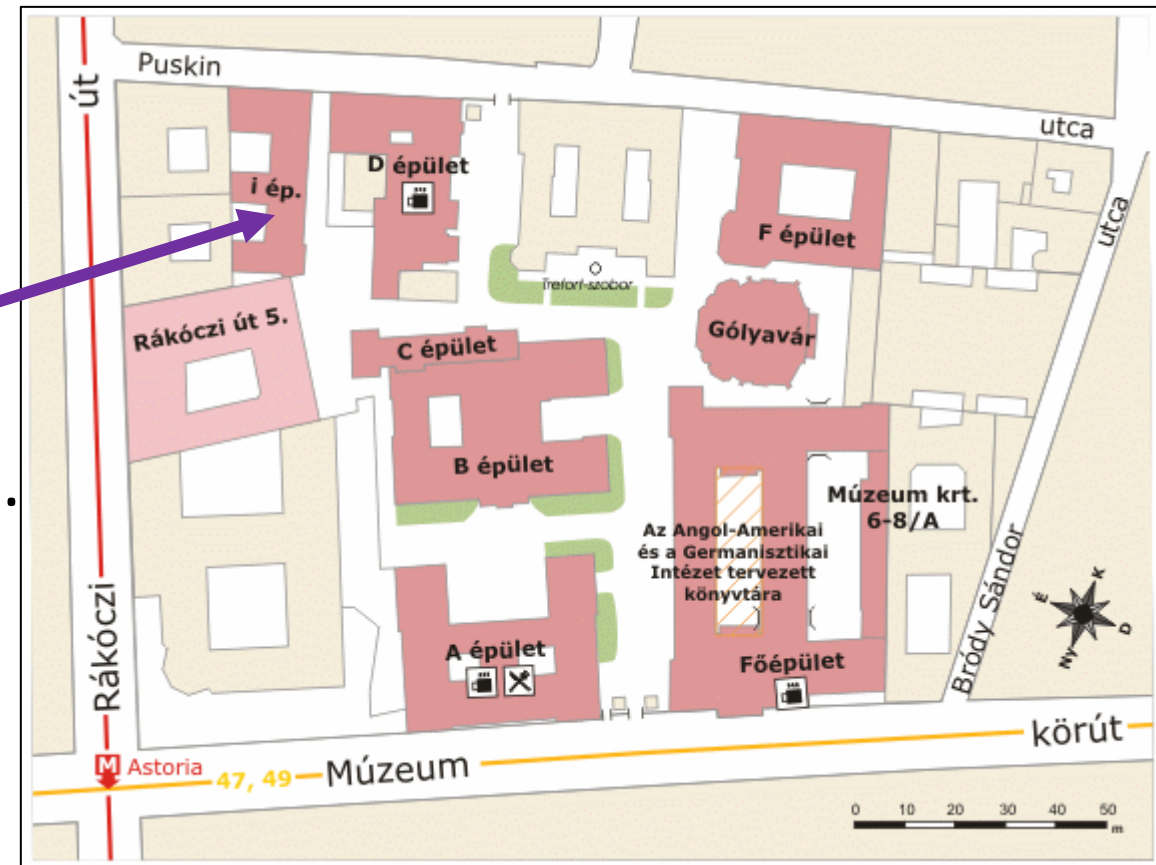 Puskin
utca
út
D épület
i ép.
F épület
utca
Trefort-szobor
Rákóczi út 5.
C épület
Gólyavár
B épület
.
Múzeum krt.
6-8/A
Az Angol-Amerikai
és a Germanisztikai
Intézet tervezett
könyvtára
Rákóczi
Bródy Sándor
É
K
D
Ny
A épület
Főépület
M Astoria
47, 49
Múzeum
körút
0 10 20 30 40 50
m